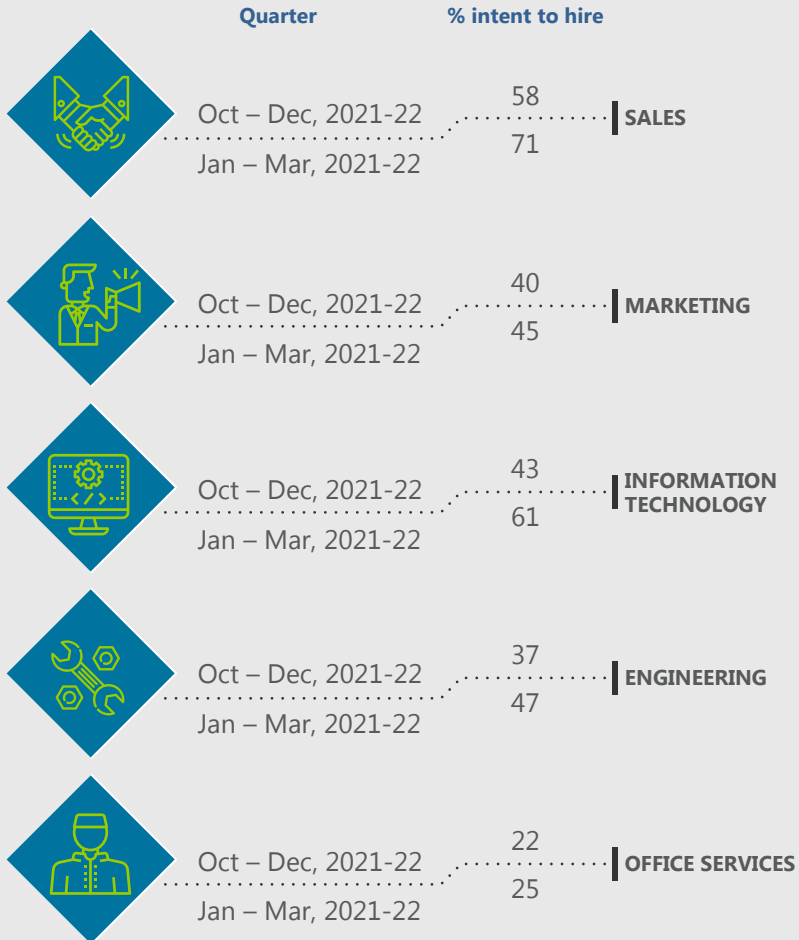 Quarter % intent to hire
Oct – Dec, 2021-22 58
SALES
Jan – Mar, 2021-22 71
Oct – Dec, 2021-22 40
MARKETING
Jan – Mar, 2021-22 45
Oct – Dec, 2021-22 43
INFORMATION
TECHNOLOGY
Jan – Mar, 2021-22 61
Oct – Dec, 2021-22 37
ENGINEERING
Jan – Mar, 2021-22 47
Oct – Dec, 2021-22 22
OFFICE SERVICES
Jan – Mar, 2021-22 25